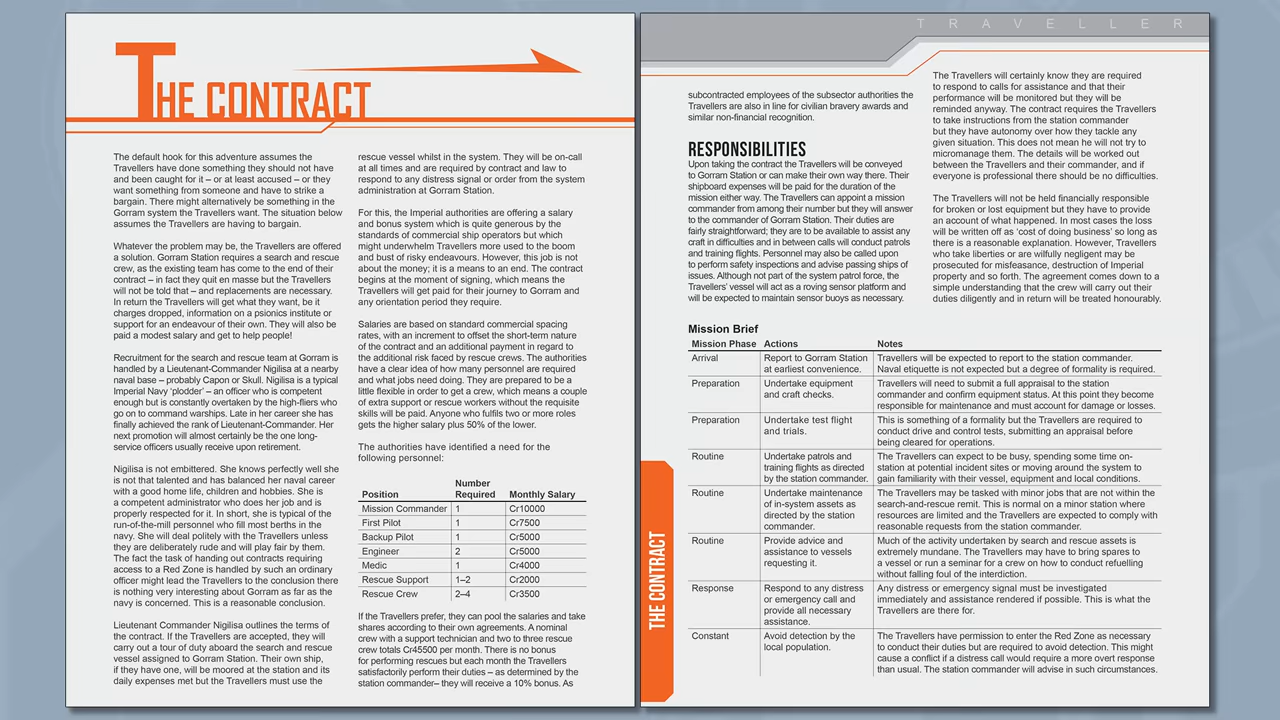 THE CONTRACT
The default hook for this adventure assumes the
Travellers have done something they should not have
and been caught for it – or at least accused – or they
want something from someone and have to strike a
bargain. There might alternatively be something in the
Gorram system the Travellers want. The situation below
assumes the Travellers are having to bargain.
Whatever the problem may be, the Travellers are offered
a solution. Gorram Station requires a search and rescue
crew, as the existing team has come to the end of their
contract – in fact they quit en masse but the Travellers
will not be told that – and replacements are necessary.
In return the Travellers will get what they want, be it
charges dropped, information on a psionics institute or
support for an endeavour of their own. They will also be
paid a modest salary and get to help people!
Recruitment for the search and rescue team at Gorram is
handled by a Lieutenant-Commander Nigilisa at a nearby
naval base – probably Capon or Skull. Nigilisa is a typical
Imperial Navy 'plodder' – an officer who is competent
enough but is constantly overtaken by the high-fliers who
go on to command warships. Late in her career she has
finally achieved the rank of Lieutenant-Commander. Her
next promotion will almost certainly be the one long-
service officers usually receive upon retirement.
Nigilisa is not embittered. She knows perfectly well she
is not that talented and has balanced her naval career
with a good home life, children and hobbies. She is
a competent administrator who does her job and is
properly respected for it. In short, she is typical of the
run-of-the-mill personnel who fill most berths in the
navy. She will deal politely with the Travellers unless
they are deliberately rude and will play fair by them.
The fact the task of handing out contracts requiring
access to a Red Zone is handled by such an ordinary
officer might lead the Travellers to the conclusion there
is nothing very interesting about Gorram as far as the
navy is concerned. This is a reasonable conclusion.
Lieutenant Commander Nigilisa outlines the terms of
the contract. If the Travellers are accepted, they will
carry out a tour of duty aboard the search and rescue
vessel assigned to Gorram Station. Their own ship,
if they have one, will be moored at the station and its
daily expenses met but the Travellers must use the
rescue vessel whilst in the system. They will be on-call
at all times and are required by contract and law to
respond to any distress signal or order from the system
administration at Gorram Station.
For this, the Imperial authorities are offering a salary
and bonus system which is quite generous by the
standards of commercial ship operators but which
might underwhelm Travellers more used to the boom
and bust of risky endeavours. However, this job is not
about the money; it is a means to an end. The contract
begins at the moment of signing, which means the
Travellers will get paid for their journey to Gorram and
any orientation period they require.
Salaries are based on standard commercial spacing
rates, with an increment to offset the short-term nature
of the contract and an additional payment in regard to
the additional risk faced by rescue crews. The authorities
have a clear idea of how many personnel are required
and what jobs need doing. They are prepared to be a
little flexible in order to get a crew, which means a couple
of extra support or rescue workers without the requisite
skills will be paid. Anyone who fulfils two or more roles
gets the higher salary plus 50% of the lower.
The authorities have identified a need for the
following personnel:
Position Number Required Monthly Salary
Mission Commander 1 Cr10000
First Pilot 1 Cr7500
Backup Pilot 1 Cr5000
Engineer 2 Cr5000
Medic 1 Cr4000
Rescue Support 1–2 Cr2000
Rescue Crew 2–4 Cr3500
If the Travellers prefer, they can pool the salaries and take
shares according to their own agreements. A nominal
crew with a support technician and two to three rescue
crew totals Cr45500 per month. There is no bonus
for performing rescues but each month the Travellers
satisfactorily perform their duties – as determined by the
station commander– they will receive a 10% bonus. As
TRAVELLER
subcontracted employees of the subsector authorities the
Travellers are also in line for civilian bravery awards and
similar non-financial recognition.
RESPONSIBILITIES
Upon taking the contract the Travellers will be conveyed
to Gorram Station or can make their own way there. Their
shipboard expenses will be paid for the duration of the
mission either way. The Travellers can appoint a mission
commander from among their number but they will answer
to the commander of Gorram Station. Their duties are
fairly straightforward; they are to be available to assist any
craft in difficulties and in between calls will conduct patrols
and training flights. Personnel may also be called upon
to perform safety inspections and advise passing ships of
issues. Although not part of the system patrol force, the
Travellers' vessel will act as a roving sensor platform and
will be expected to maintain sensor buoys as necessary.
The Travellers will certainly know they are required
to respond to calls for assistance and that their
performance will be monitored but they will be
reminded anyway. The contract requires the Travellers
to take instructions from the station commander
but they have autonomy over how they tackle any
given situation. This does not mean he will not try to
micromanage them. The details will be worked out
between the Travellers and their commander, and if
everyone is professional there should be no difficulties.
The Travellers will not be held financially responsible
for broken or lost equipment but they have to provide
an account of what happened. In most cases the loss
will be written off as 'cost of doing business' so long as
there is a reasonable explanation. However, Travellers
who take liberties or are wilfully negligent may be
prosecuted for misfeasance, destruction of Imperial
property and so forth. The agreement comes down to a
simple understanding that the crew will carry out their
duties diligently and in return will be treated honourably.
Mission Brief
Mission Phase Actions Notes
Arrival Report to Gorram Station Travellers will be expected to report to the station commander.
at earliest convenience. Naval etiquette is not expected but a degree of formality is required.
Preparation Undertake equipment Travellers will need to submit a full appraisal to the station
and craft checks. commander and confirm equipment status. At this point they become
responsible for maintenance and must account for damage or losses.
Preparation Undertake test flight This is something of a formality but the Travellers are required to
and trials. conduct drive and control tests, submitting an appraisal before
being cleared for operations.
Routine Undertake patrols and The Travellers can expect to be busy, spending some time on-
training flights as directed station at potential incident sites or moving around the system to
by the station commander. gain familiarity with their vessel, equipment and local conditions.
Routine Undertake maintenance The Travellers may be tasked with minor jobs that are not within the
of in-system assets as search-and-rescue remit. This is normal on a minor station where
directed by the station resources are limited and the Travellers are expected to comply with
commander. reasonable requests from the station commander.
Routine Provide advice and Much of the activity undertaken by search and rescue assets is
assistance to vessels extremely mundane. The Travellers may have to bring spares to
requesting it. a vessel or run a seminar for a crew on how to conduct refuelling
without falling foul of the interdiction.
Response Respond to any distress Any distress or emergency signal must be investigated
or emergency call and immediately and assistance rendered if possible. This is what the
provide all necessary Travellers are there for.
assistance.
Constant Avoid detection by the The Travellers have permission to enter the Red Zone as necessary
local population. to conduct their duties but are required to avoid detection. This might
cause a conflict if a distress call would require a more overt response
than usual. The station commander will advise in such circumstances.
THE CONTRACT